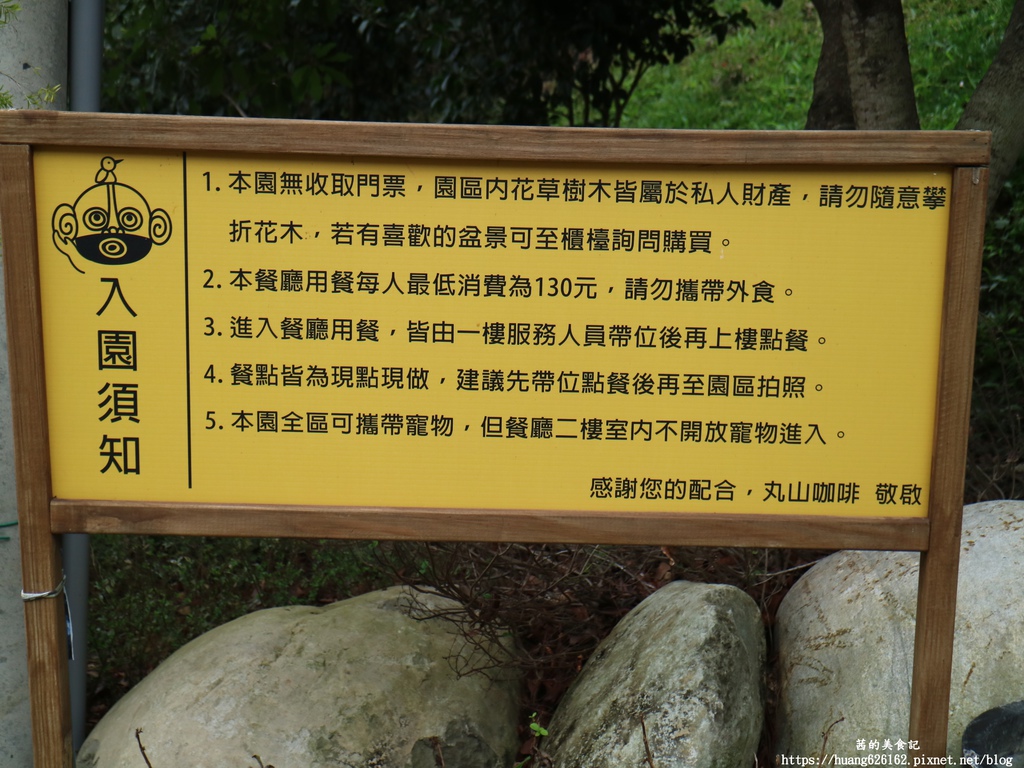 入園須知
1. 本園無收取門票，園區內花草樹木皆屬於私人財產，請勿隨意攀
折花木，若有喜歡的盆景可至櫃檯詢問購買。
2. 本餐廳用餐每人最低消費為130元，請勿攜帶外食。
3. 進入餐廳用餐，皆由一樓服務人員帶位後再上樓點餐。
4. 餐點皆為現點現做，建議先帶位點餐後再至園區拍照。
5. 本園全區可攜帶寵物，但餐廳二樓室內不開放寵物進入。
感謝您的配合，丸山咖啡 敬啟
茜的美食記
https://huang626162.pixnet.net/blog